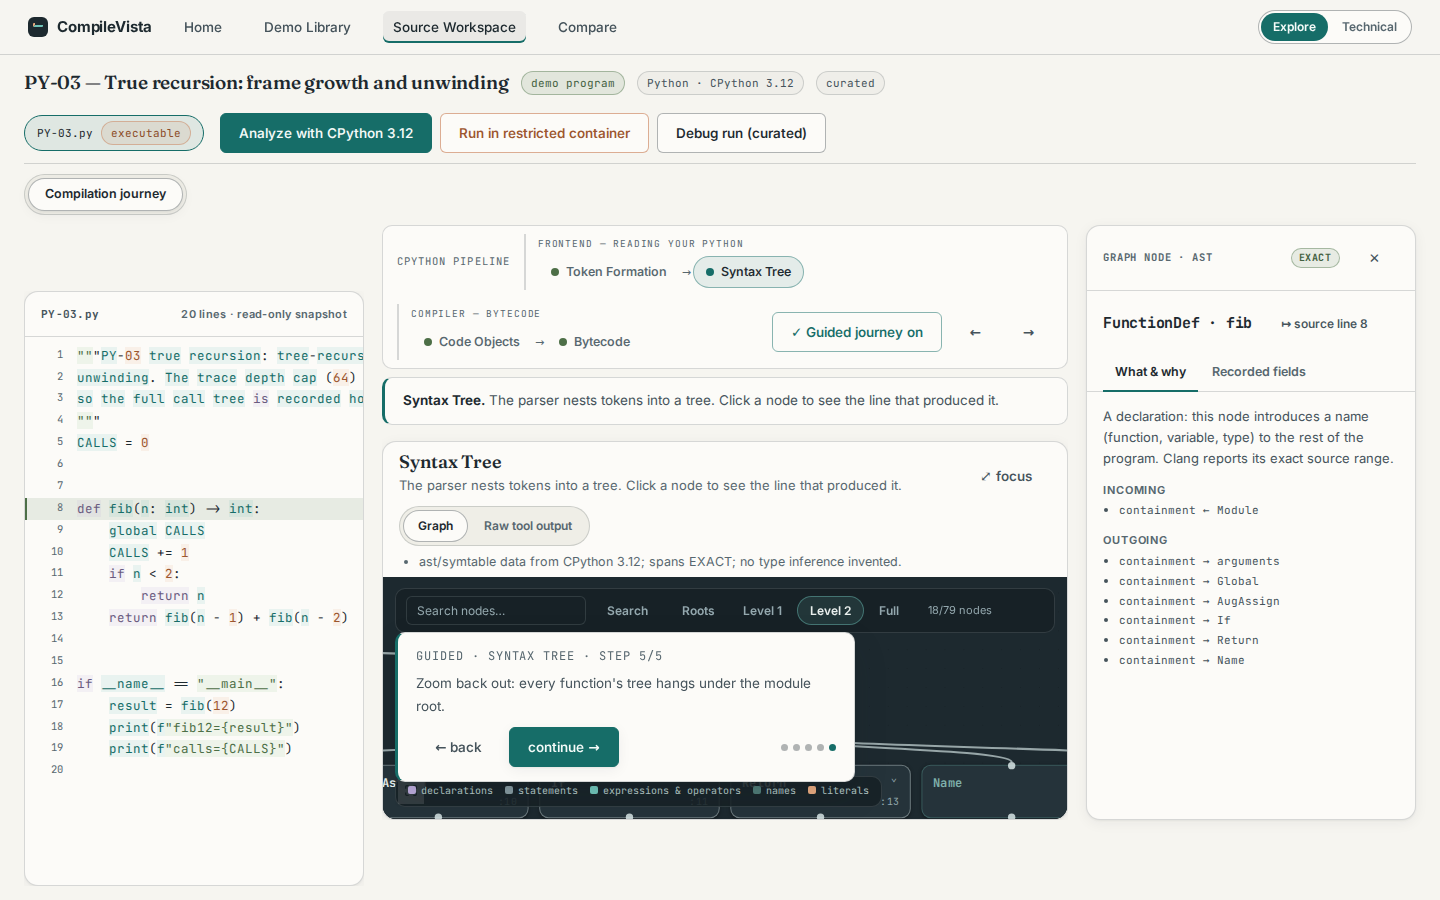 CompileVista
Home
Demo Library
Source Workspace
Compare
Explore
Technical
PY-03 — True recursion: frame growth and unwinding
demo program
Python · CPython 3.12
curated
PY-03.py
executable
Analyze with CPython 3.12
Run in restricted container
Debug run (curated)
Compilation journey
PY-03.py
20 lines · read-only snapshot
1 """PY-03 true recursion: tree-recurs
2 unwinding. The trace depth cap (64)
3 so the full call tree is recorded ho
4 """
5 CALLS = 0
6
7
8 def fib(n: int) -> int:
9 global CALLS
10 CALLS += 1
11 if n < 2:
12 return n
13 return fib(n - 1) + fib(n - 2)
14
15
16 if __name__ == "__main__":
17 result = fib(12)
18 print(f"fib12={result}")
19 print(f"calls={CALLS}")
20
CPYTHON PIPELINE
FRONTEND — READING YOUR PYTHON
Token Formation
→
Syntax Tree
COMPILER — BYTECODE
Code Objects
→
Bytecode
✓ Guided journey on
←
→
Syntax Tree. The parser nests tokens into a tree. Click a node to see the line that produced it.
Syntax Tree
The parser nests tokens into a tree. Click a node to see the line that produced it.
⤢ focus
Graph
Raw tool output
• ast/symtable data from CPython 3.12; spans EXACT; no type inference invented.
Search nodes…
Search
Roots
Level 1
Level 2
Full
18/79 nodes
GUIDED · SYNTAX TREE · STEP 5/5
Zoom back out: every function's tree hangs under the module
root.
← back
continue →
As
Name
:13
declarations
statements
expressions & operators
names
literals
GRAPH NODE · AST
EXACT
×
FunctionDef · fib
↦ source line 8
What & why
Recorded fields
A declaration: this node introduces a name
(function, variable, type) to the rest of the
program. Clang reports its exact source range.
INCOMING
• containment ← Module
OUTGOING
• containment → arguments
• containment → Global
• containment → AugAssign
• containment → If
• containment → Return
• containment → Name